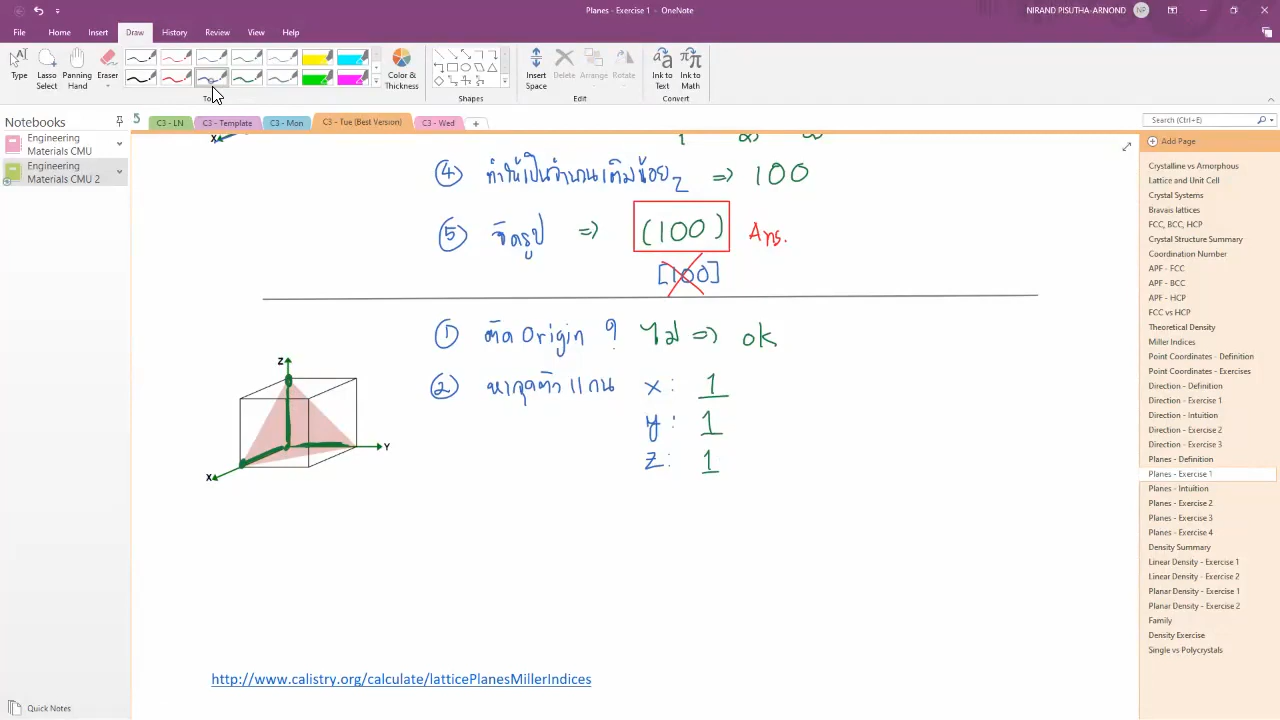 Planes - Exercise 1 - OneNote
NIRAND PISUTHA-ARNOND NP
File Home Insert Draw History Review View Help
Type
Lasso Select
Panning Hand
Eraser
Color & Thickness
Insert Space
Delete
Arrange
Rotate
Ink to Text
Ink to Math
Shapes
Edit
Convert
Notebooks
5
C3 - LN
C3 - Template
C3 - Mon
C3 - Tue (Best Version)
C3 - Wed
Search (Ctrl+E)
Engineering Materials CMU
Engineering Materials CMU 2
Add Page
Crystalline vs Amorphous
Lattice and Unit Cell
Crystal Systems
Bravais lattices
FCC, BCC, HCP
Crystal Structure Summary
Coordination Number
APF - FCC
APF - BCC
APF - HCP
FCC vs HCP
Theoretical Density
Miller Indices
Point Coordinates - Definition
Point Coordinates - Exercises
Direction - Definition
Direction - Exercise 1
Direction - Intuition
Direction - Exercise 2
Direction - Exercise 3
Planes - Definition
Planes - Exercise 1
Planes - Intuition
Planes - Exercise 2
Planes - Exercise 3
Planes - Exercise 4
Density Summary
Linear Density - Exercise 1
Linear Density - Exercise 2
Planar Density - Exercise 1
Planar Density - Exercise 2
Family
Density Exercise
Single vs Polycrystals
X
④ ทำให้เป็นจำนวนเต็มน้อยๆ => 100
⑤ จัดรูป => (100) Ans.
[100]
① ตัด Origin ? ไม่ => ok
② หาจุดตัดแกน x: 1
y: 1
z: 1
Z
Y
X
http://www.calistry.org/calculate/latticePlanesMillerIndices
Quick Notes